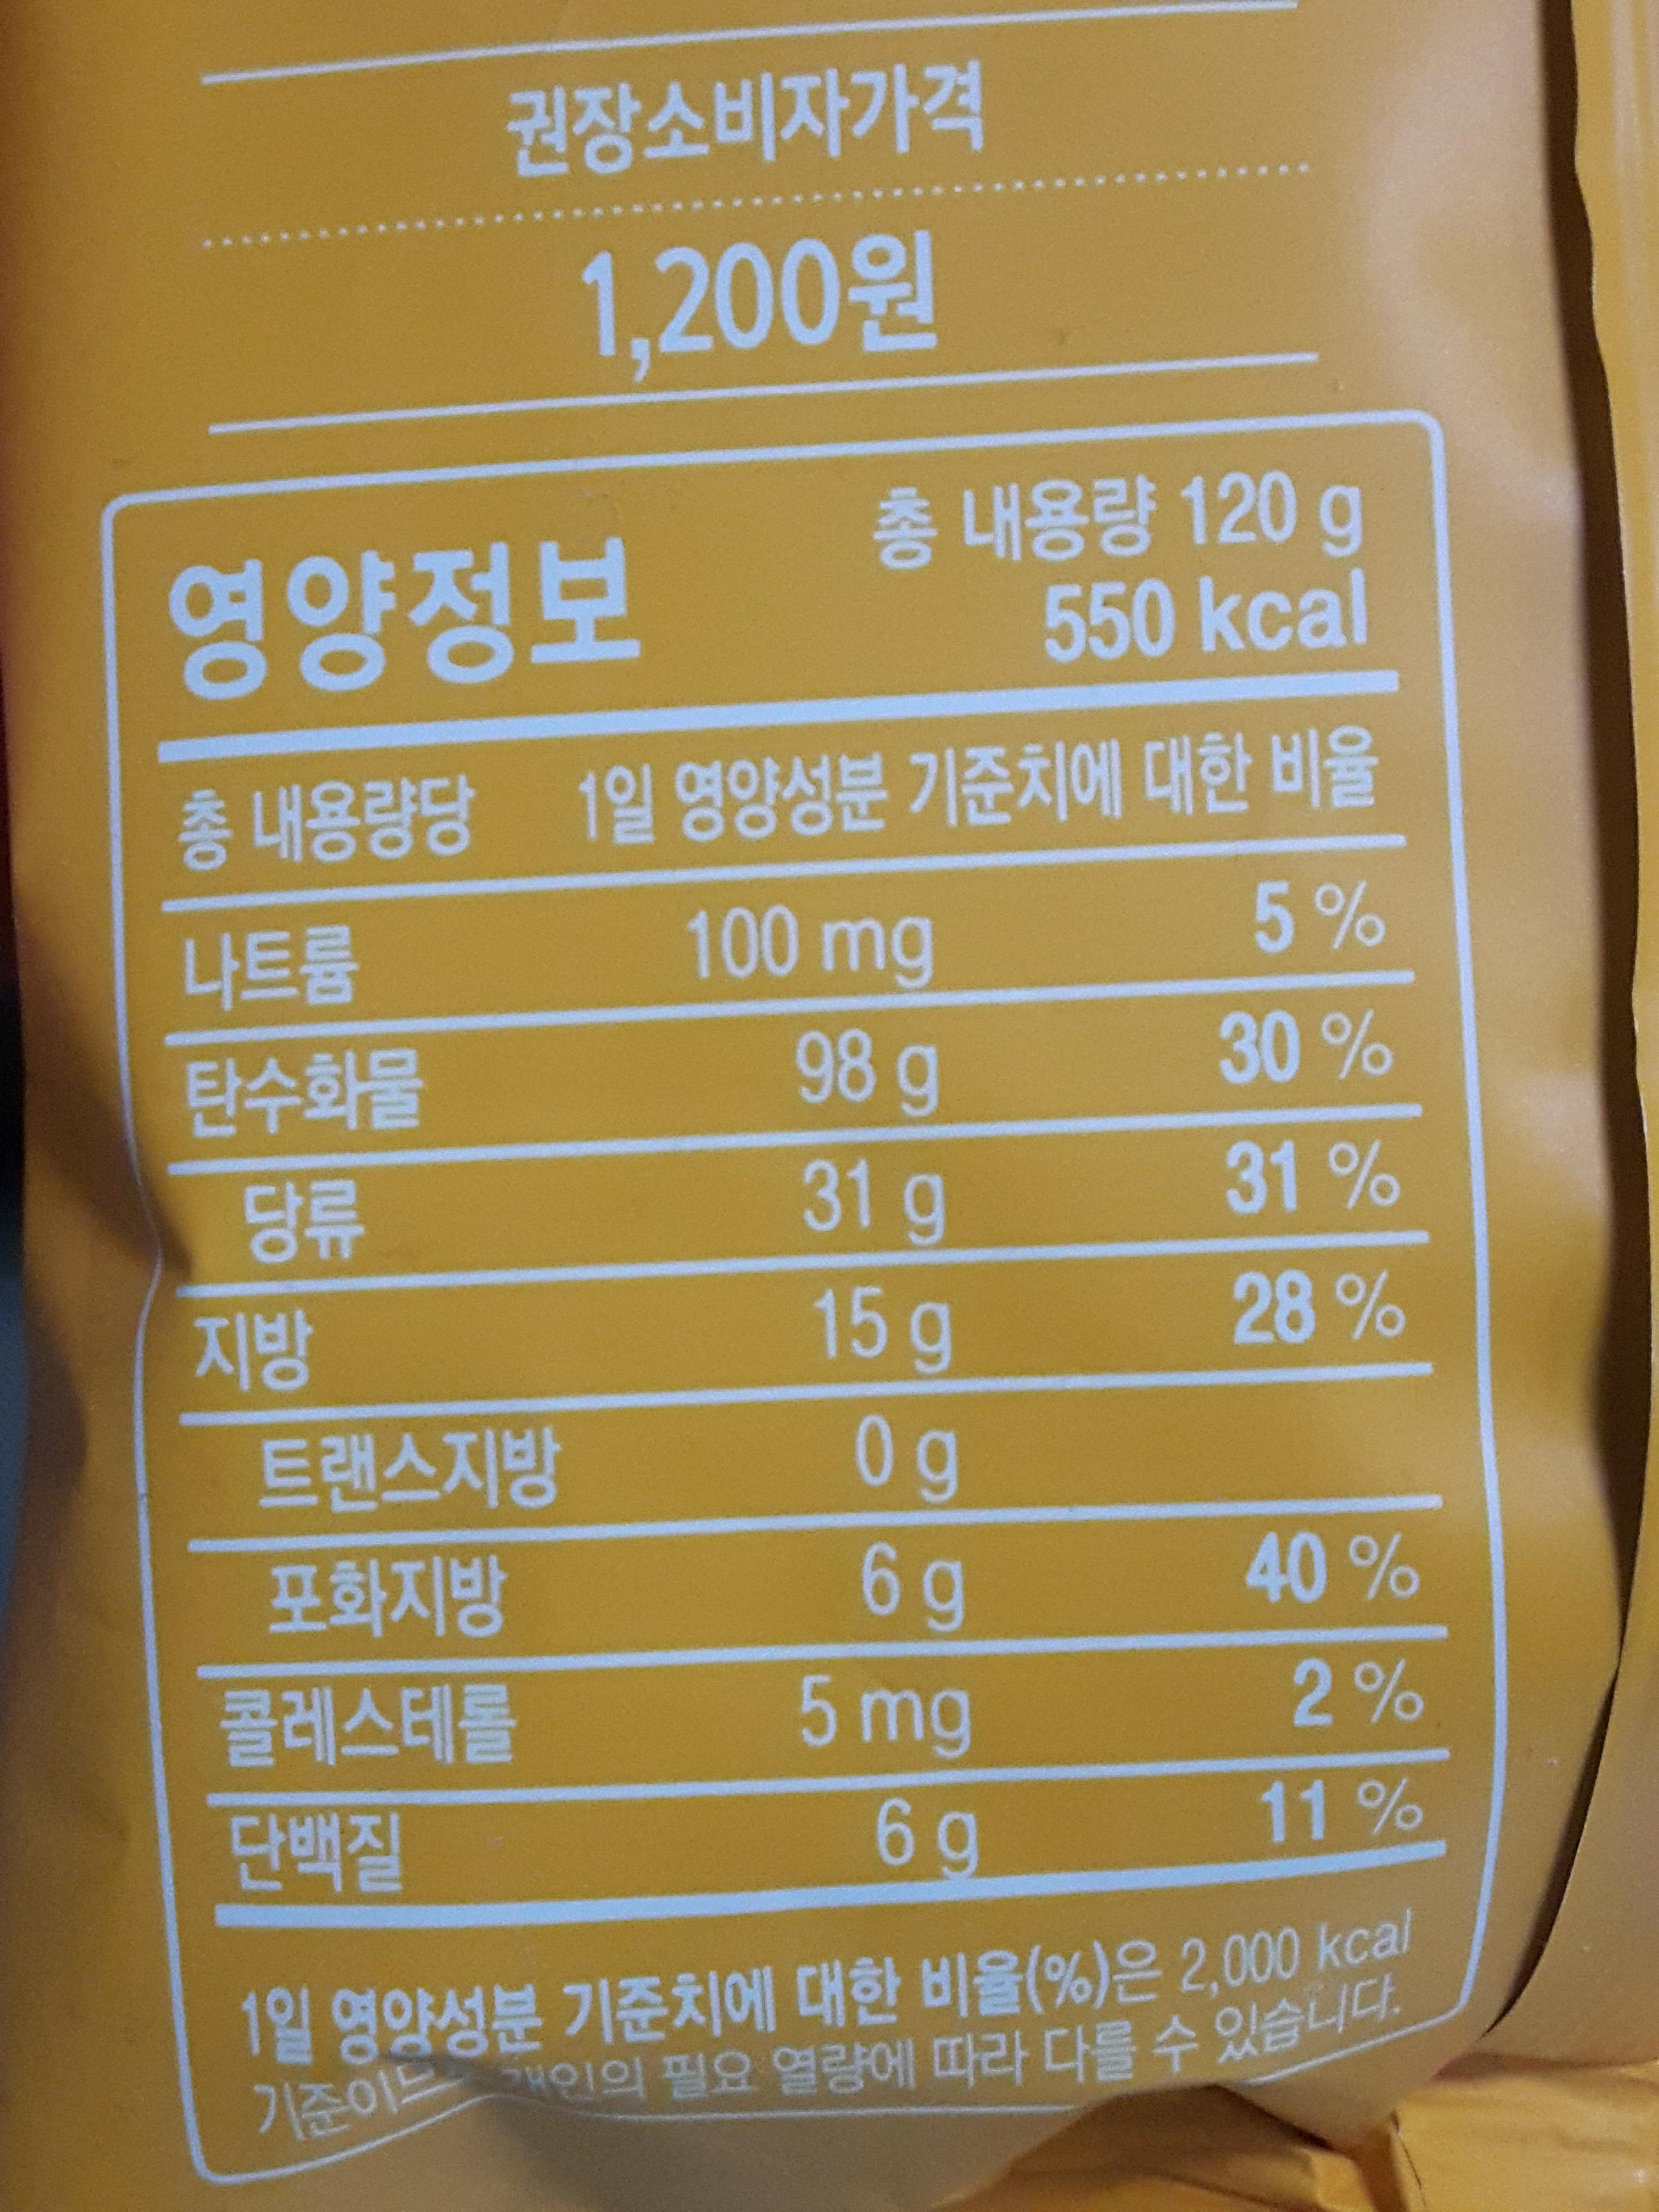 권장소비자가격
1,200원
영양정보
총 내용량 120 g
550 kcal
총 내용량당 1일 영양성분 기준치에 대한 비율
나트륨 100 mg 5 %
탄수화물 98 g 30 %
당류 31 g 31 %
지방 15 g 28 %
트랜스지방 0 g
포화지방 6 g 40 %
콜레스테롤 5 mg 2 %
단백질 6 g 11 %
1일 영양성분 기준치에 대한 비율(%)은 2,000 kcal
개인의 필요 열량에 따라 다를 수 있습니다.